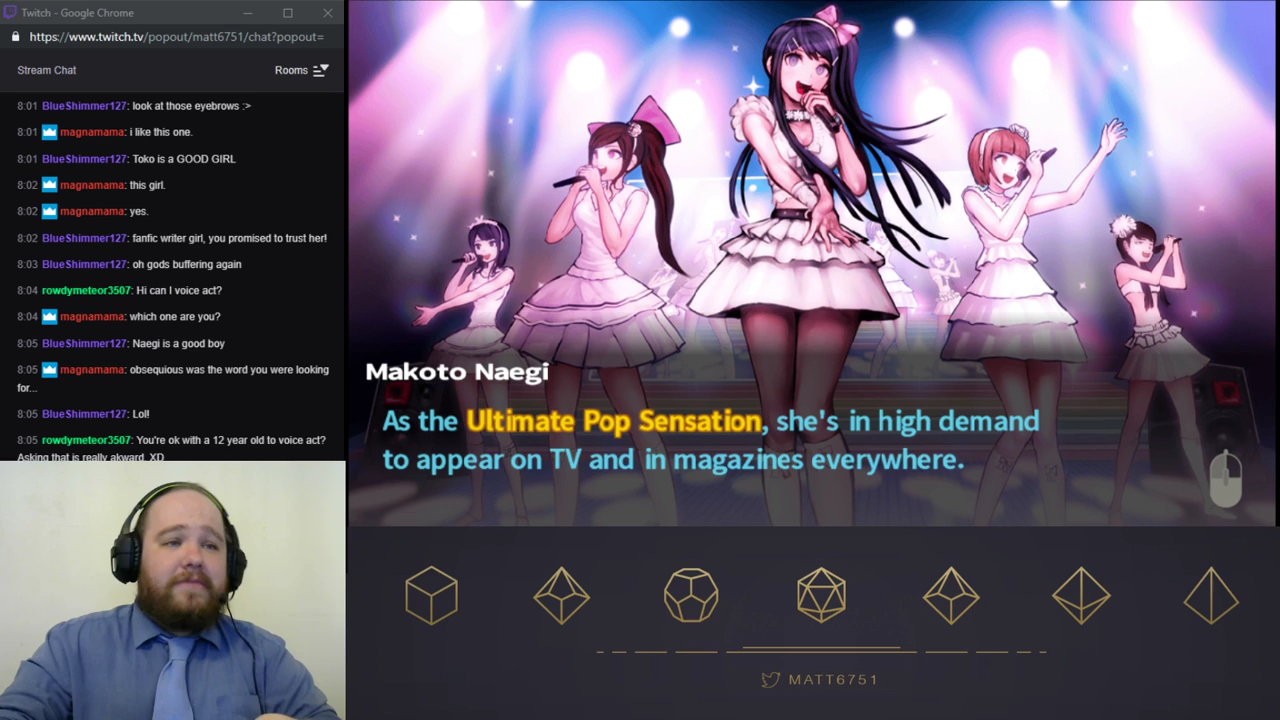 Twitch - Google Chrome
https://www.twitch.tv/popout/matt6751/chat?popout=
Stream Chat
Rooms
8:01 BlueShimmer127: look at those eyebrows :>
8:01 magnamama: i like this one.
8:01 BlueShimmer127: Toko is a GOOD GIRL
8:02 magnamama: this girl.
8:02 magnamama: yes.
8:02 BlueShimmer127: fanfic writer girl, you promised to trust her!
8:03 BlueShimmer127: oh gods buffering again
8:04 rowdymeteor3507: Hi can I voice act?
8:04 magnamama: which one are you?
8:05 BlueShimmer127: Naegi is a good boy
8:05 magnamama: obsequious was the word you were looking
for...
8:05 BlueShimmer127: Lol!
8:05 rowdymeteor3507: You're ok with a 12 year old to voice act?
Asking that is really akward. XD
Makoto Naegi
As the Ultimate Pop Sensation, she's in high demand
to appear on TV and in magazines everywhere.
MATT6751